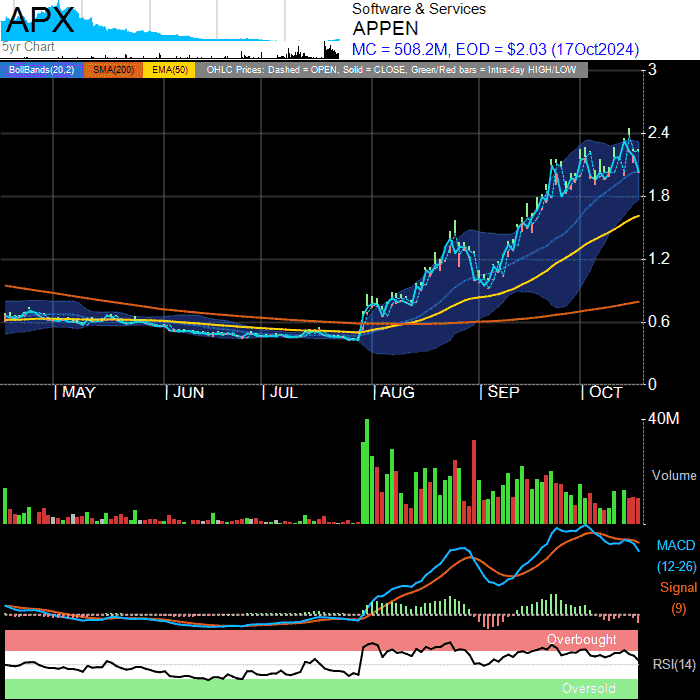 APX
Software & Services
APPEN
5yr Chart
MC = 508.2M, EOD = $2.03 (17Oct2024)
BollBands(20,2) SMA(200) EMA(50) OHLC Prices: Dashed = OPEN, Solid = CLOSE, Green/Red bars = Intra-day HIGH/LOW
3
2.4
1.8
1.2
0.6
0
MAY JUN JUL AUG SEP OCT
40M
Volume
MACD
(12-26)
Signal
(9)
Overbought
RSI(14)
Oversold